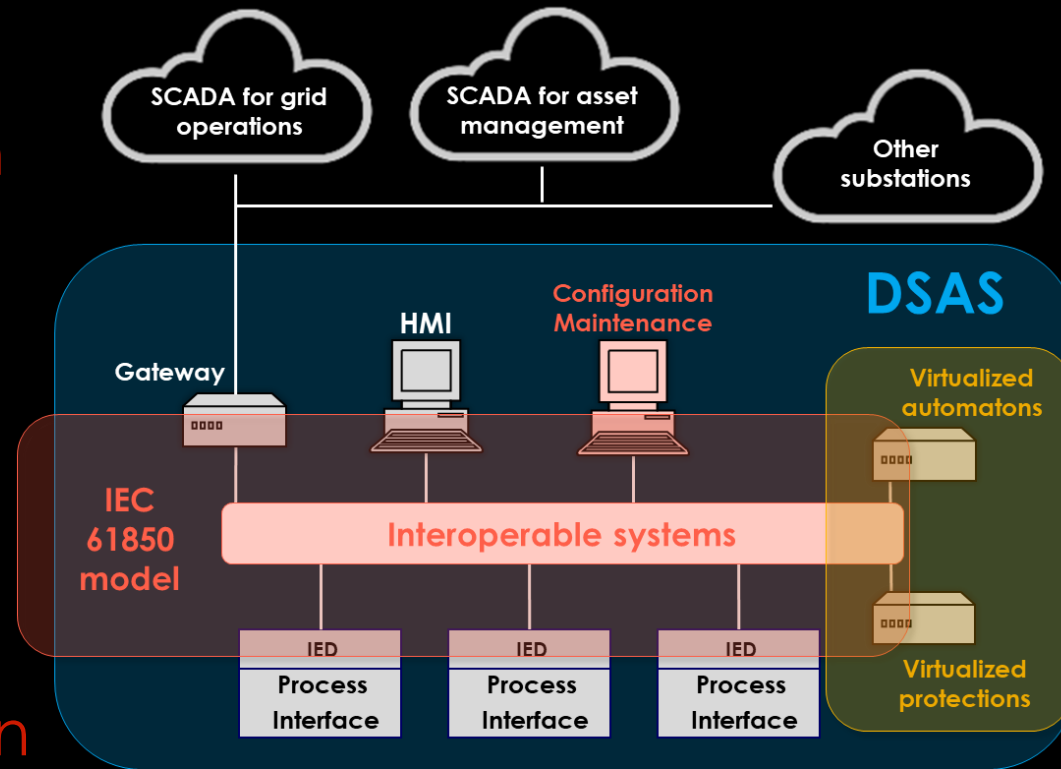 SCADA for grid
operations
SCADA for asset
management
Other
substations
DSAS
Configuration
Maintenance
HMI
Gateway
Virtualized
automatons
IEC
61850
model
Interoperable systems
IED
IED
IED
Process
Interface
Process
Interface
Process
Interface
Virtualized
protections
n